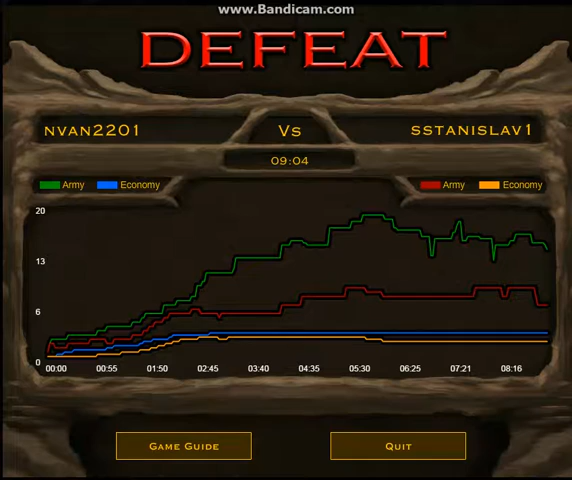 www.Bandicam.com
DEFEAT
NVAN2201 Vs SSTANISLAV1
09:04
Army Economy Army Economy
20
13
6
0
00:00 00:55 01:50 02:45 03:40 04:35 05:30 06:25 07:21 08:16
GAME GUIDE QUIT